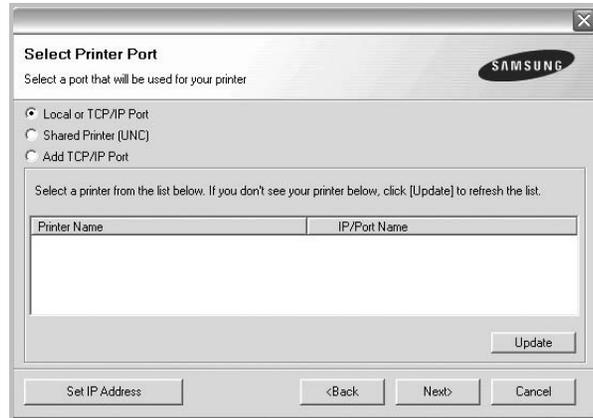 Select Printer Port
Select a port that will be used for your printer
SAMSUNG
Local or TCP/IP Port
Shared Printer (UNC)
Add TCP/IP Port
Select a printer from the list below. If you don't see your printer below, click [Update] to refresh the list.
Printer Name IP/Port Name
Update
Set IP Address <Back Next> Cancel